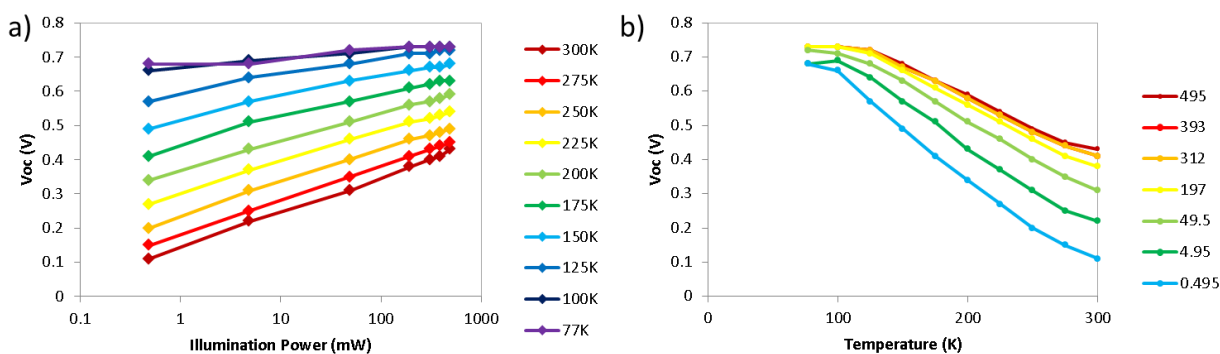 a)
0.8
0.7
0.6
0.5
0.4
0.3
0.2
0.1
0
Voc (V)
0.1 1 10 100 1000
Illumination Power (mW)
300K
275K
250K
225K
200K
175K
150K
125K
100K
77K
b)
0.8
0.7
0.6
0.5
0.4
0.3
0.2
0.1
0
Voc (V)
0 100 200 300
Temperature (K)
495
393
312
197
49.5
4.95
0.495